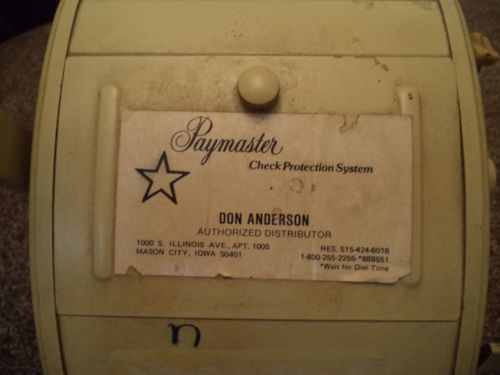 Paymaster
Check Protection System
DON ANDERSON
AUTHORIZED DISTRIBUTOR
1000 S. ILLINOIS AVE., APT. 1005
MASON CITY, IOWA 50401
RES. 515-424-6018
1-800-255-2255-*888551
*Wait for Dial Tone
n